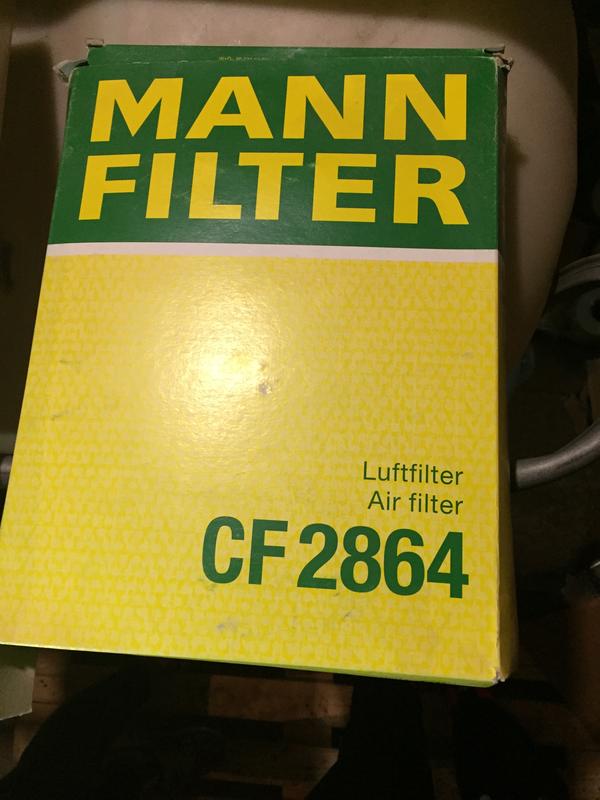 MANN
FILTER
Luftfilter
Air filter
CF 2864